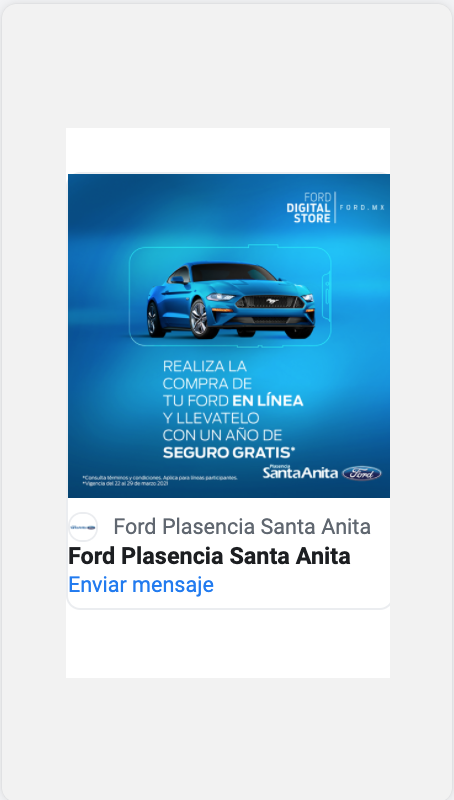 FORD
DIGITAL
STORE
FORD.MX
REALIZA LA
COMPRA DE
TU FORD EN LÍNEA
Y LLEVATELO
CON UN AÑO DE
SEGURO GRATIS*
*Consulta términos y condiciones. Aplica para líneas participantes.
*Vigencia del 22 al 29 de marzo 2021
Plasencia
SantaAnita
Ford
Ford Plasencia Santa Anita
Ford Plasencia Santa Anita
Enviar mensaje